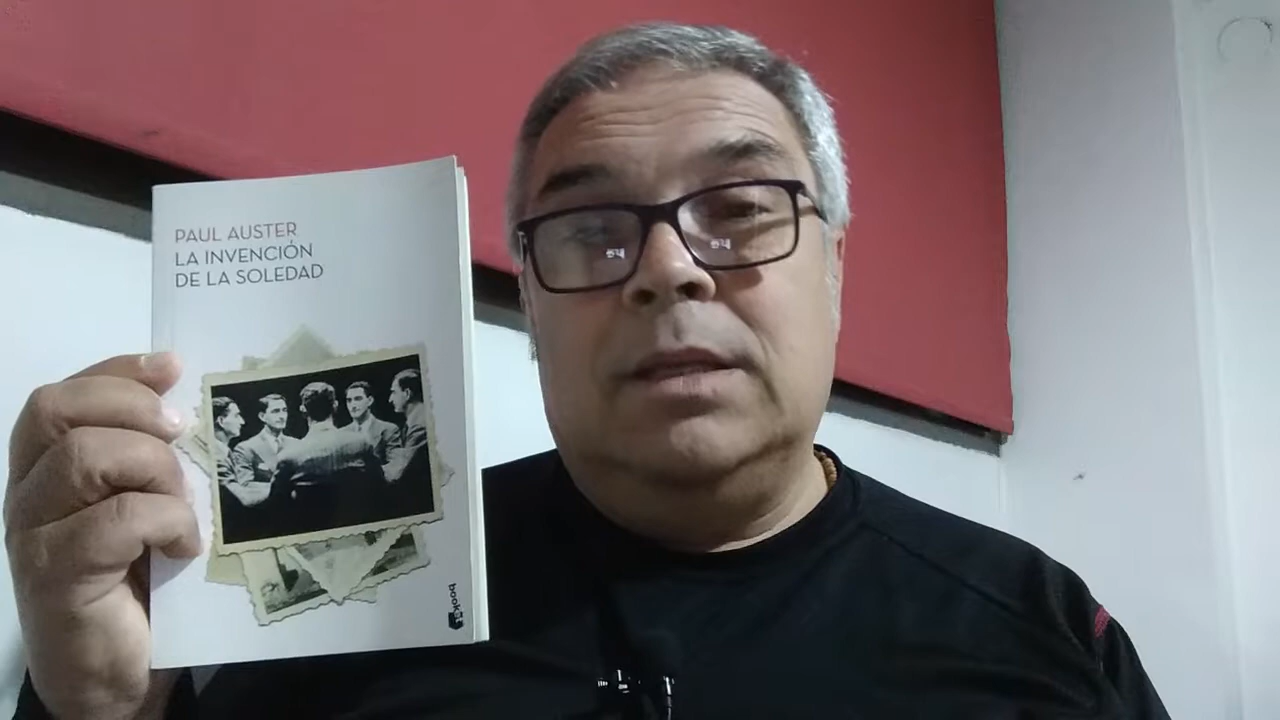 PAUL AUSTER
LA INVENCIÓN
DE LA SOLEDAD
booket